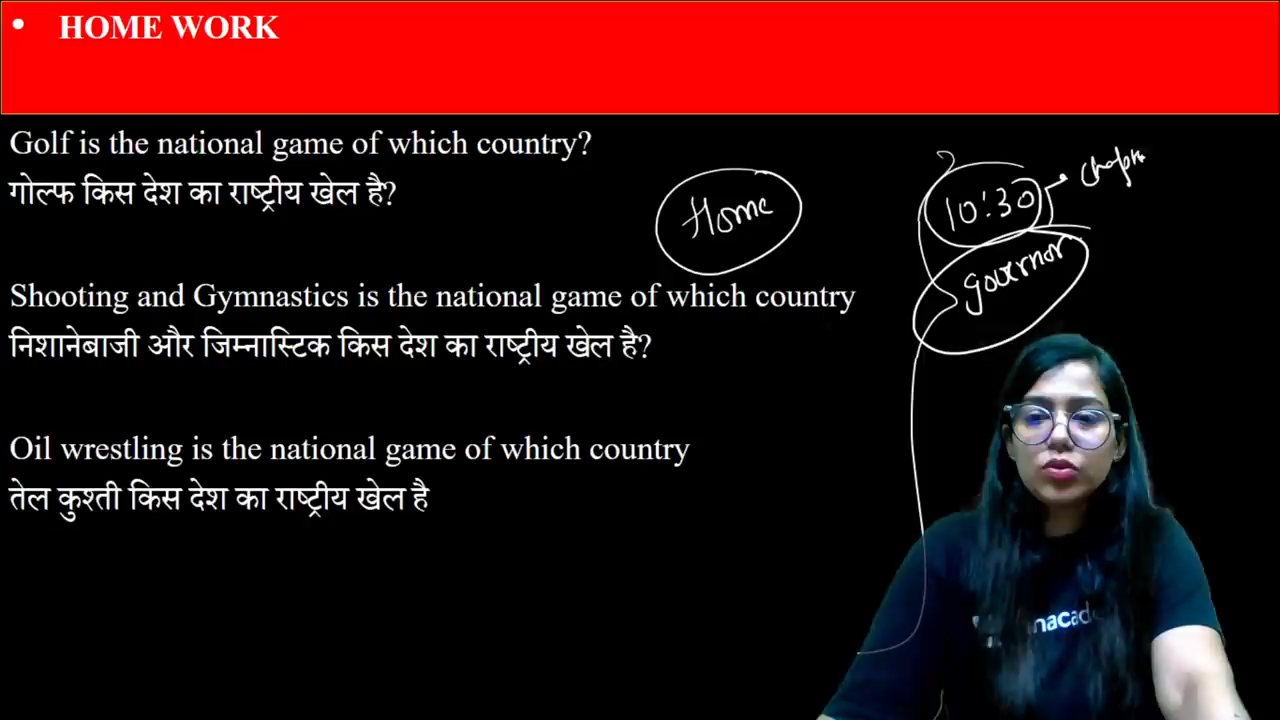 • HOME WORK
Golf is the national game of which country?
गोल्फ किस देश का राष्ट्रीय खेल है?
Home
10:30
governor
Shooting and Gymnastics is the national game of which country
निशानेबाजी और जिम्नास्टिक किस देश का राष्ट्रीय खेल है?
Oil wrestling is the national game of which country
तेल कुश्ती किस देश का राष्ट्रीय खेल है